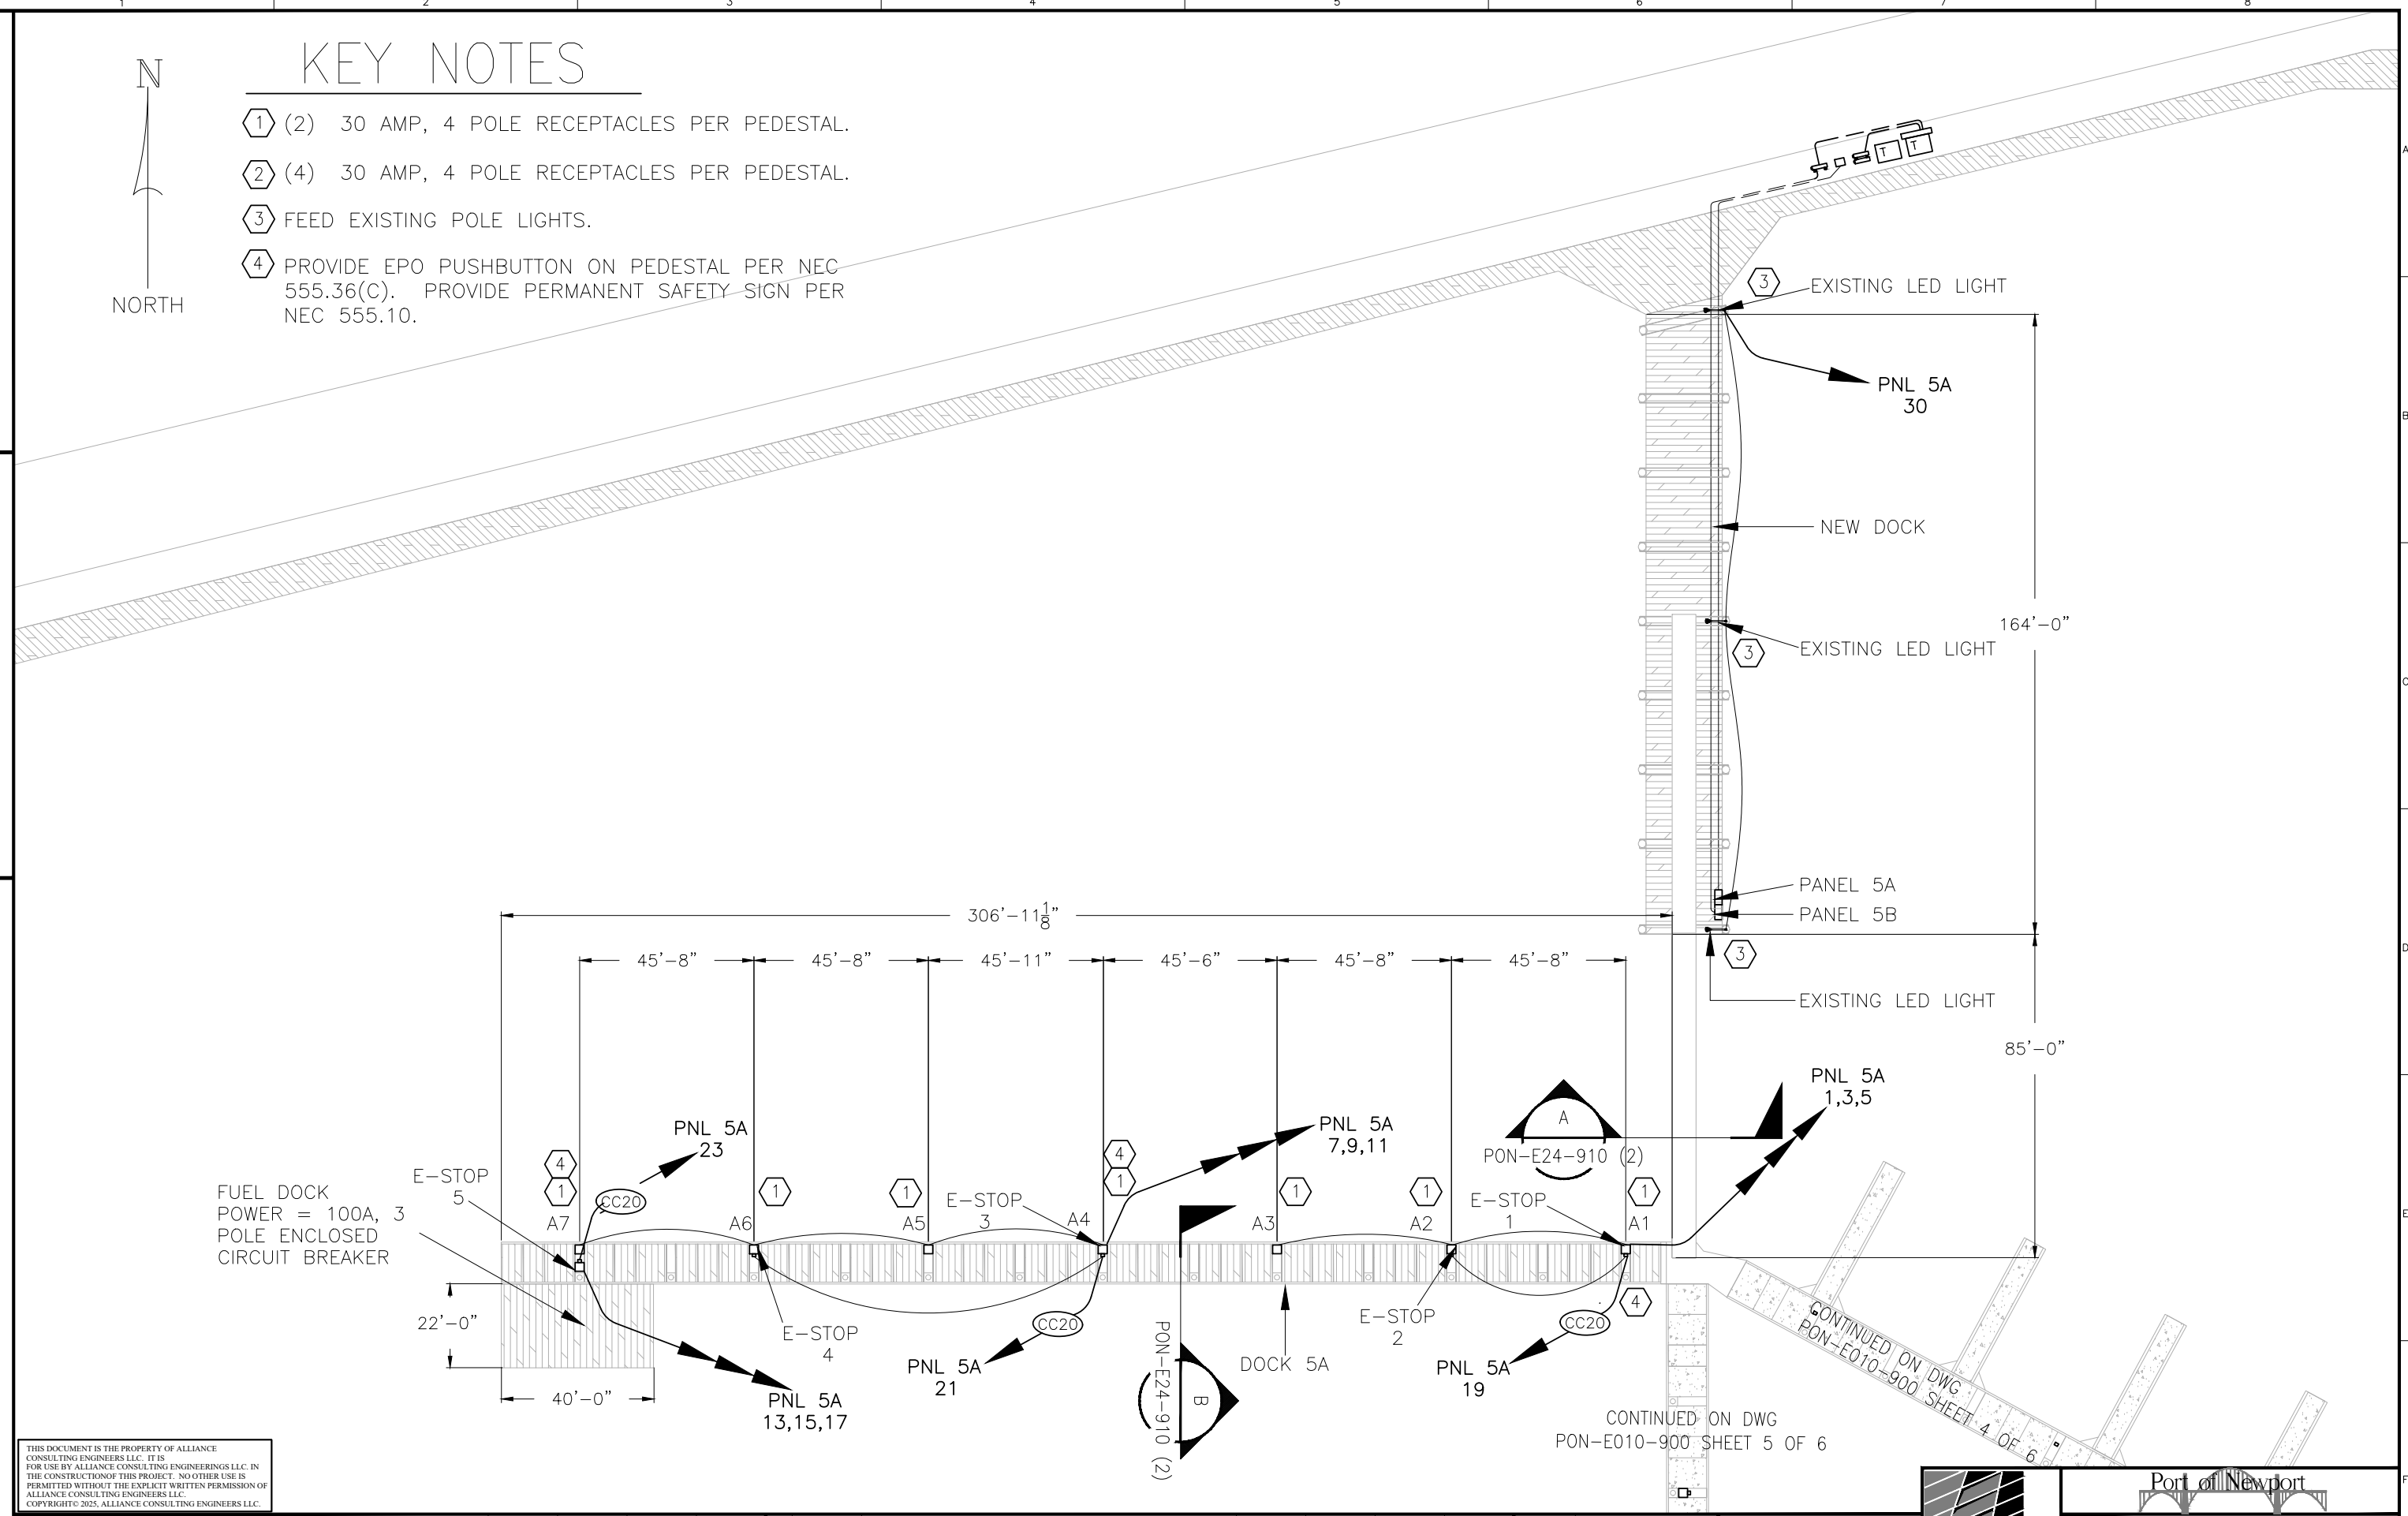 1 2 3 4 5 6 7 8
KEY NOTES
N
NORTH
1 (2) 30 AMP, 4 POLE RECEPTACLES PER PEDESTAL.
2 (4) 30 AMP, 4 POLE RECEPTACLES PER PEDESTAL.
3 FEED EXISTING POLE LIGHTS.
4 PROVIDE EPO PUSHBUTTON ON PEDESTAL PER NEC
555.36(C). PROVIDE PERMANENT SAFETY SIGN PER
NEC 555.10.
T T
A
B
C
D
E
F
3
EXISTING LED LIGHT
PNL 5A
30
NEW DOCK
164'-0"
EXISTING LED LIGHT
3
PANEL 5A
PANEL 5B
3
EXISTING LED LIGHT
85'-0"
306'-11 1/8"
45'-8" 45'-8" 45'-11" 45'-6" 45'-8" 45'-8"
PNL 5A
1,3,5
A
PON-E24-910 (2)
PNL 5A
7,9,11
PNL 5A
23
4
1
CC20
1
1
4
1
1
1
1
E-STOP
5
E-STOP
3
E-STOP
1
A7 A6 A5 A4 A3 A2 A1
FUEL DOCK
POWER = 100A, 3
POLE ENCLOSED
CIRCUIT BREAKER
22'-0"
40'-0"
E-STOP
4
PNL 5A
13,15,17
CC20
PNL 5A
21
PON-E24-910 (2)
B
DOCK 5A
E-STOP
2
CC20
4
PNL 5A
19
CONTINUED ON DWG
PON-E010-900 SHEET 5 OF 6
CONTINUED ON DWG
PON-E010-900 SHEET 4 OF 6
THIS DOCUMENT IS THE PROPERTY OF ALLIANCE
CONSULTING ENGINEERS LLC. IT IS
FOR USE BY ALLIANCE CONSULTING ENGINEERINGS LLC. IN
THE CONSTRUCTIONOF THIS PROJECT. NO OTHER USE IS
PERMITTED WITHOUT THE EXPLICIT WRITTEN PERMISSION OF
ALLIANCE CONSULTING ENGINEERS LLC.
COPYRIGHT© 2025, ALLIANCE CONSULTING ENGINEERS LLC.
Port of Newport